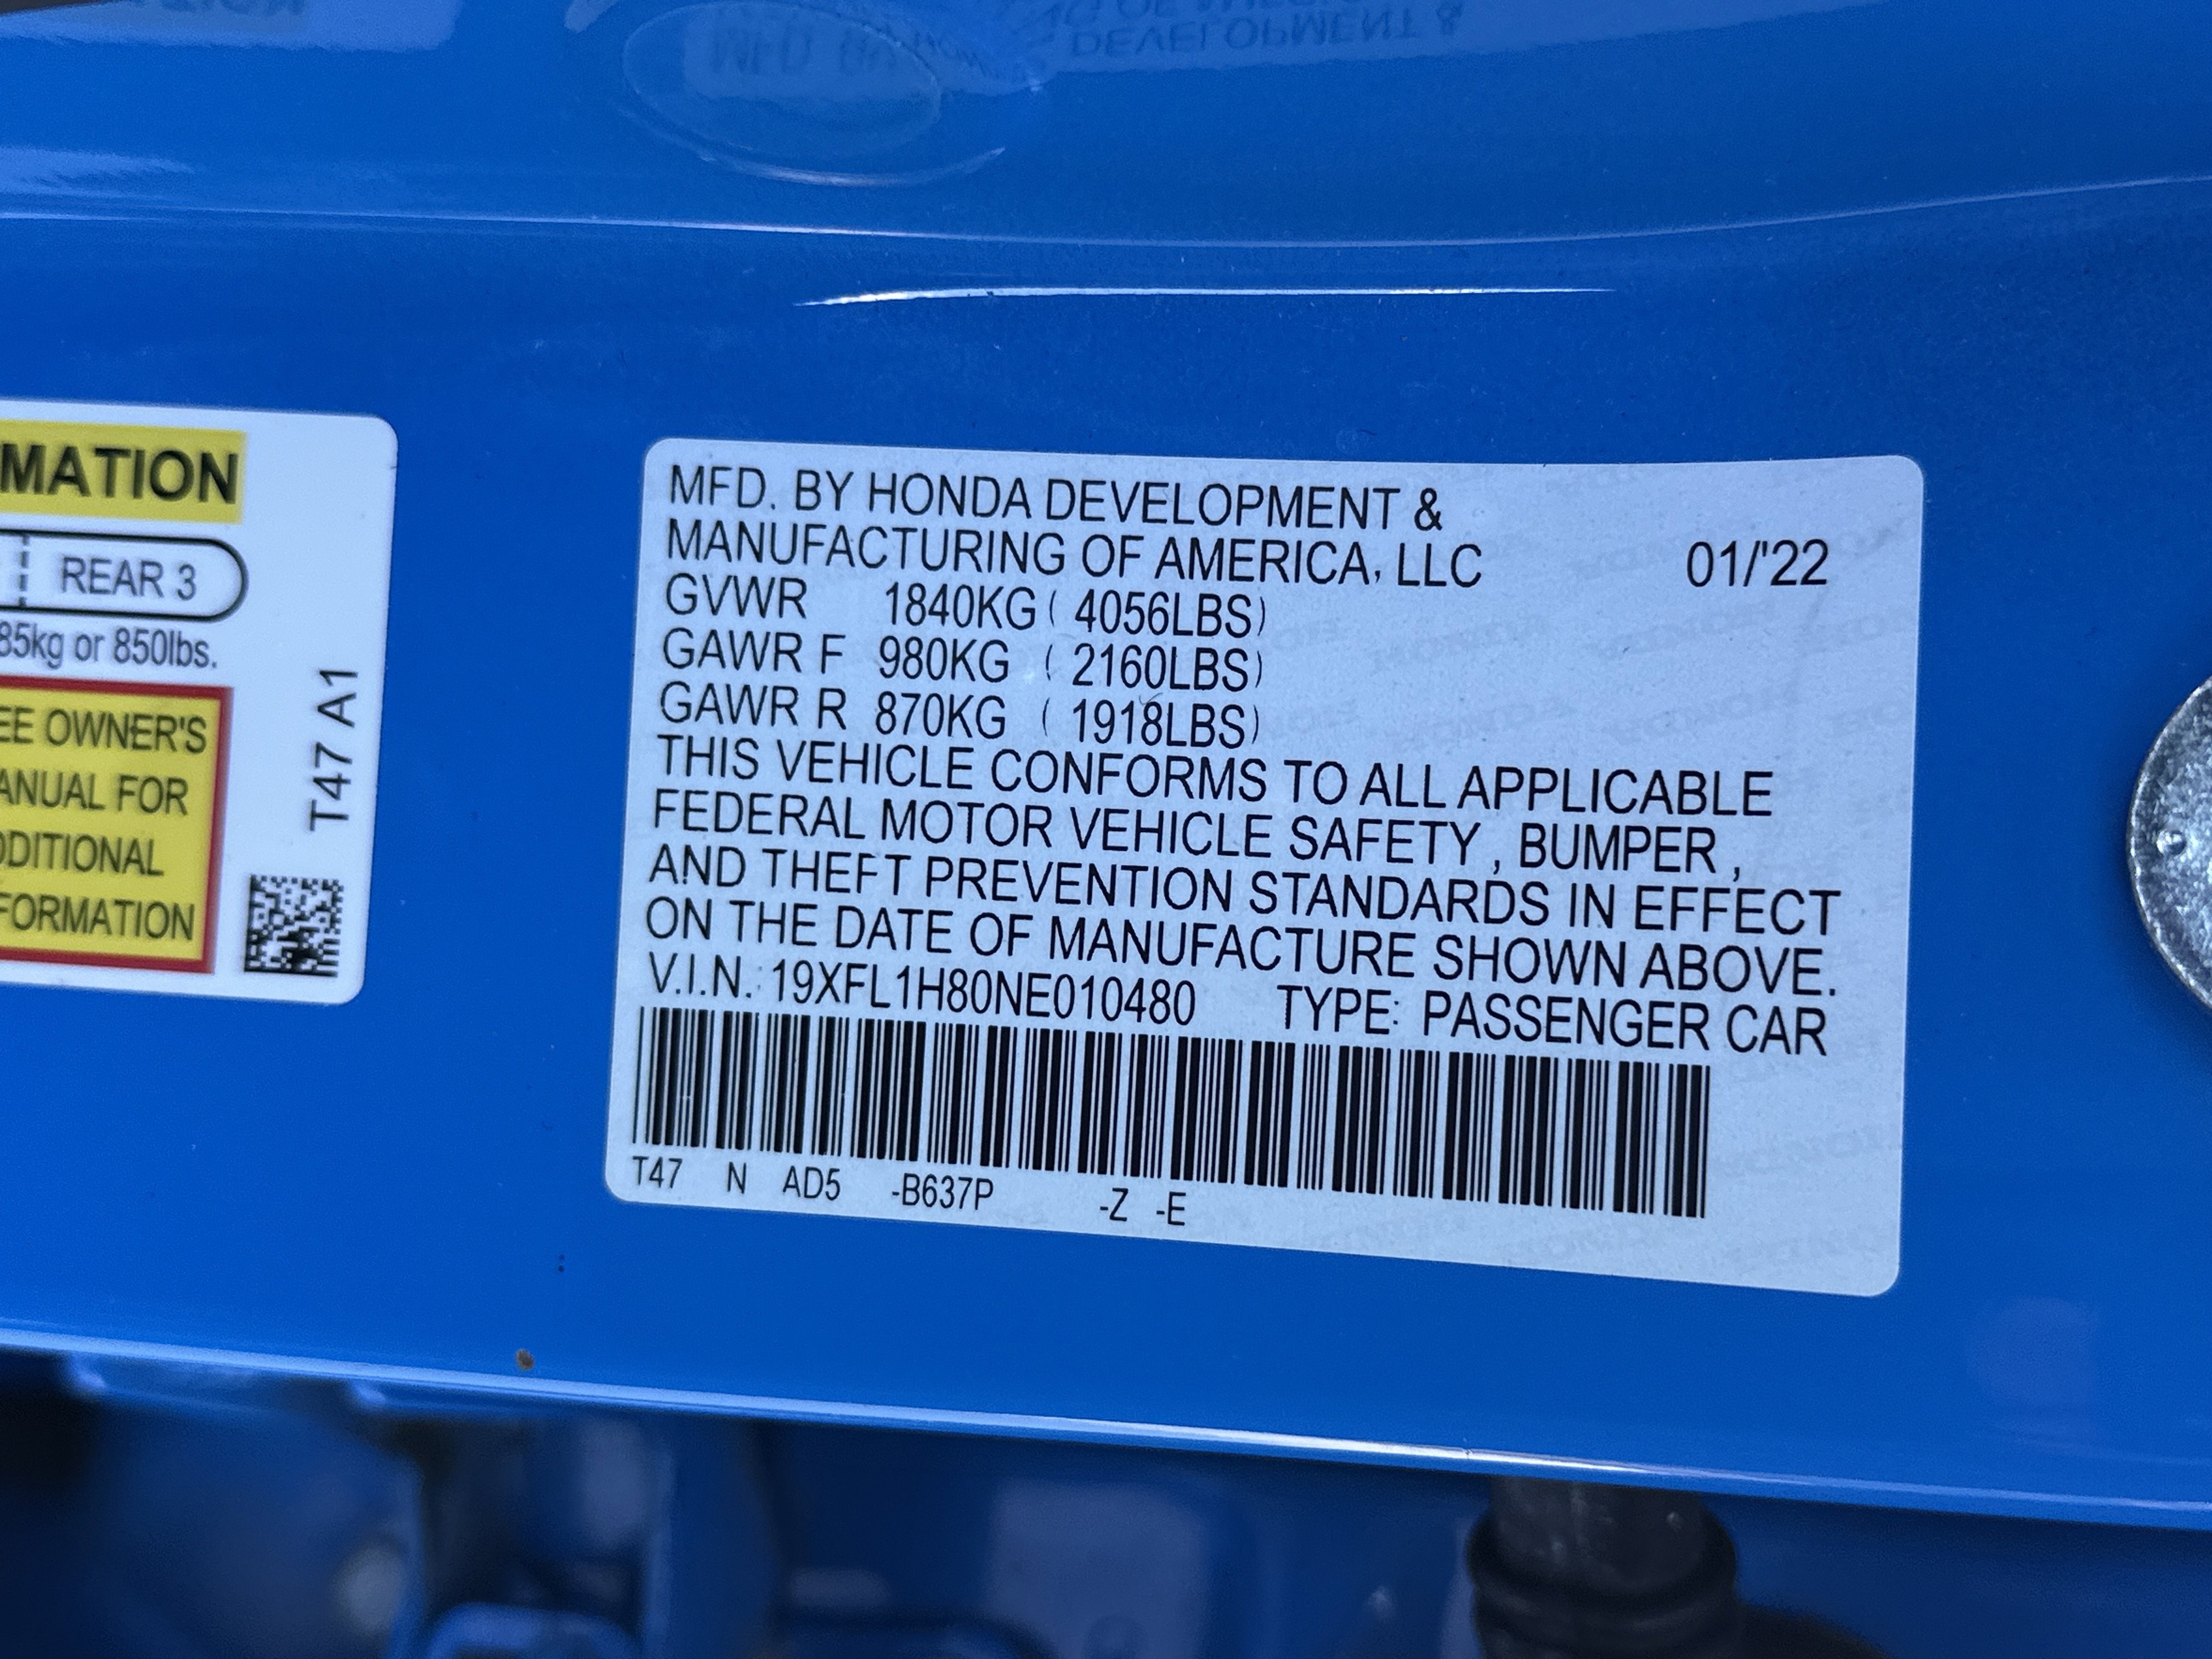 MATION
REAR 3
85kg or 850lbs.
EE OWNER'S
ANUAL FOR
DDITIONAL
FORMATION
T47 A1
MFD. BY HONDA DEVELOPMENT &
MANUFACTURING OF AMERICA, LLC 01/'22
GVWR 1840KG ( 4056LBS)
GAWR F 980KG ( 2160LBS)
GAWR R 870KG ( 1918LBS)
THIS VEHICLE CONFORMS TO ALL APPLICABLE
FEDERAL MOTOR VEHICLE SAFETY , BUMPER ,
AND THEFT PREVENTION STANDARDS IN EFFECT
ON THE DATE OF MANUFACTURE SHOWN ABOVE.
V.I.N.: 19XFL1H80NE010480 TYPE: PASSENGER CAR
T47 N AD5 -B637P -Z -E